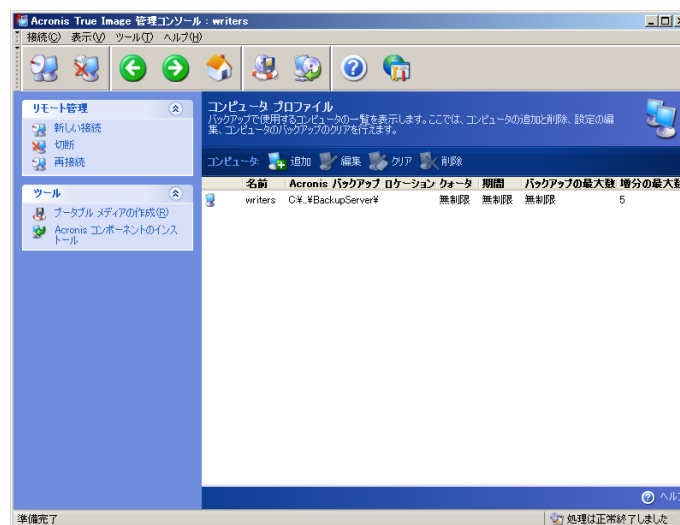 Acronis True Image 管理コンソール : writers
接続(C) 表示(V) ツール(T) ヘルプ(H)
リモート管理
新しい接続
切断
再接続
ツール
ブータブル メディアの作成(R)
Acronis コンポーネントのインス
トール
コンピュータ プロファイル
バックアップで使用するコンピュータの一覧を表示します。ここでは、コンピュータの追加と削除、設定の編
集、コンピュータのバックアップのクリアを行えます。
コンピュータ: 追加 編集 クリア 削除
名前 Acronis バックアップ ロケーション クォータ 期間 バックアップの最大数 増分の最大数
writers C:¥...¥BackupServer¥ 無制限 無制限 無制限 5
ヘルプ
準備完了 処理は正常終了しました